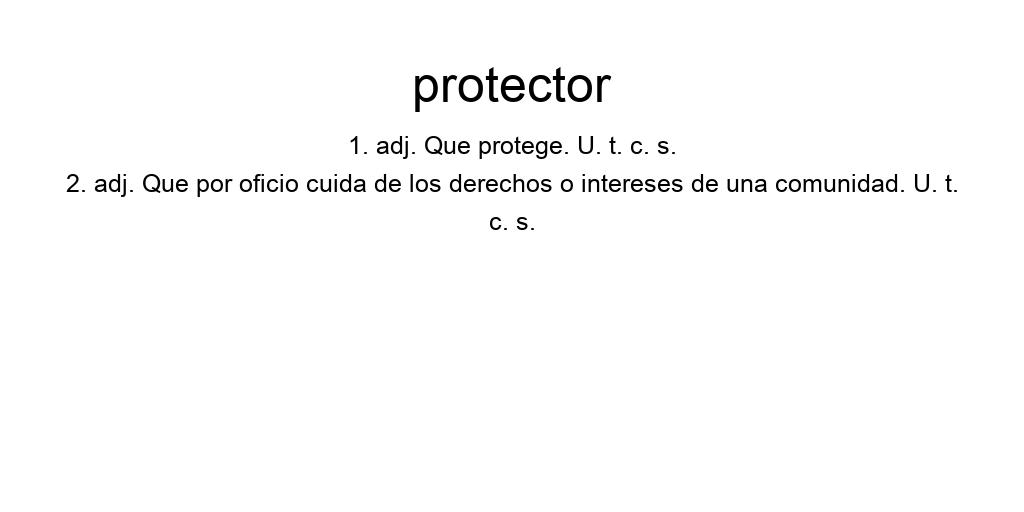 protector
1. adj. Que protege. U. t. c. s.
2. adj. Que por oficio cuida de los derechos o intereses de una comunidad. U. t.
c. s.